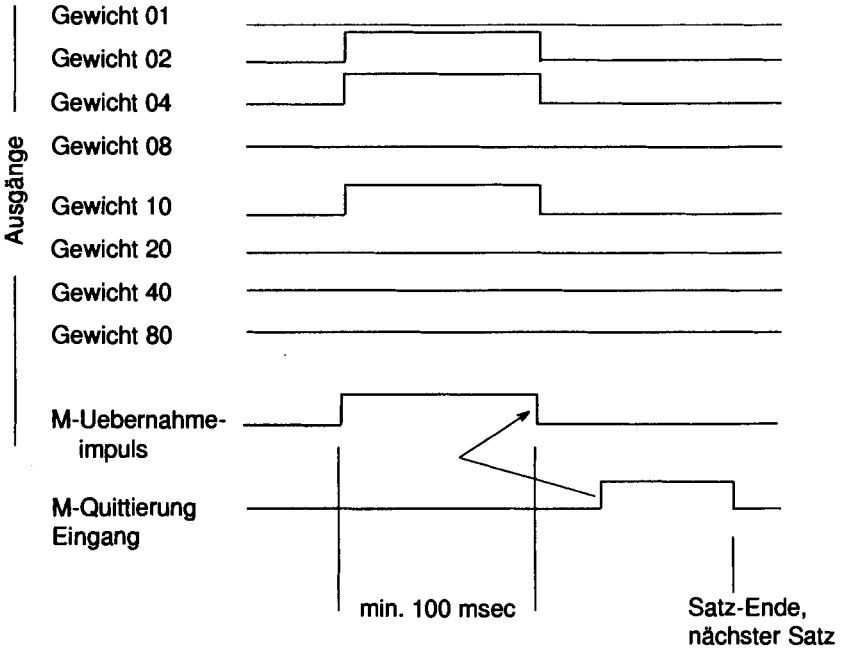 Ausgänge
Gewicht 01
Gewicht 02
Gewicht 04
Gewicht 08
Gewicht 10
Gewicht 20
Gewicht 40
Gewicht 80
M-Uebernahme-
impuls
M-Quittierung
Eingang
min. 100 msec
Satz-Ende,
nächster Satz